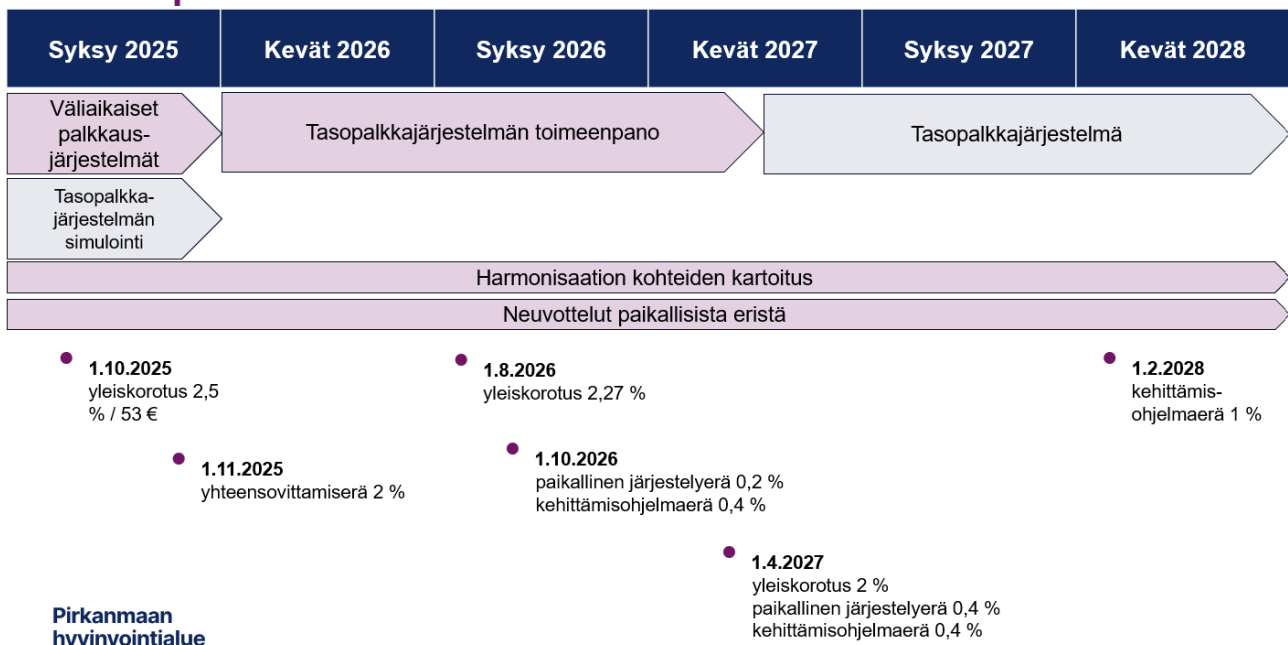 Syksy 2025
Kevät 2026
Syksy 2026
Kevät 2027
Syksy 2027
Kevät 2028
Väliaikaiset
palkkaus-
järjestelmät
Tasopalkkajärjestelmän toimeenpano
Tasopalkkajärjestelmä
Tasopalkka-
järjestelmän
simulointi
Harmonisaation kohteiden kartoitus
Neuvottelut paikallisista eristä
1.10.2025
yleiskorotus 2,5
% / 53 €
1.11.2025
yhteensovittamiserä 2 %
1.8.2026
yleiskorotus 2,27 %
1.10.2026
paikallinen järjestelyerä 0,2 %
kehittämisohjelmaerä 0,4 %
1.4.2027
yleiskorotus 2 %
paikallinen järjestelyerä 0,4 %
kehittämisohjelmaerä 0,4 %
1.2.2028
kehittämis-
ohjelmaerä 1 %
Pirkanmaan
hyvinvointialue